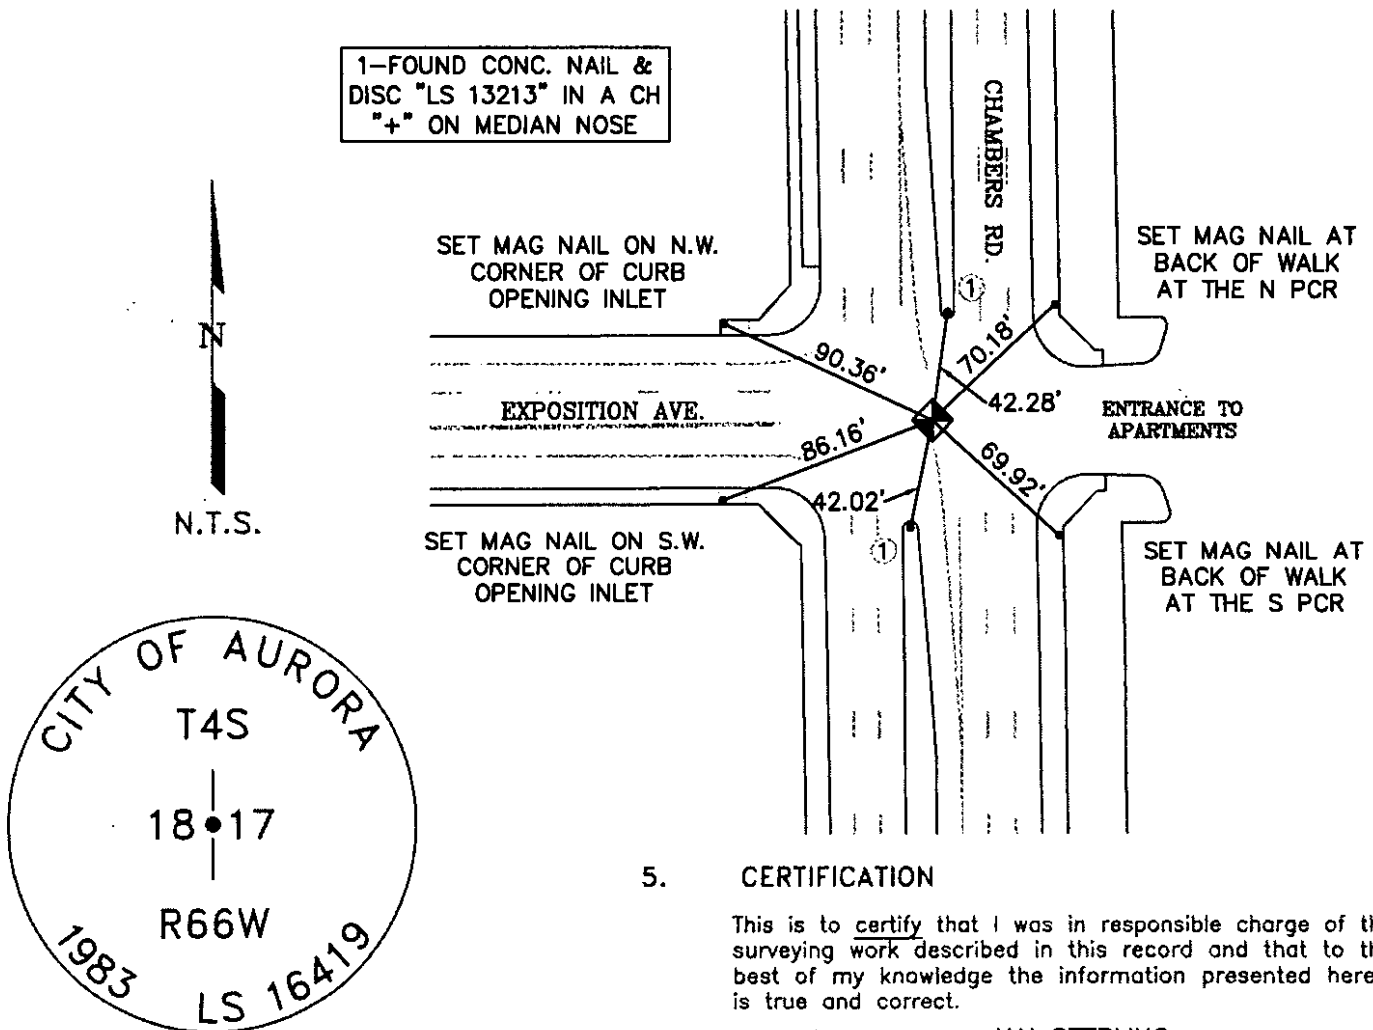 1-FOUND CONC. NAIL &
DISC "LS 13213" IN A CH
"+" ON MEDIAN NOSE
CHAMBERS RD.
SET MAG NAIL ON N.W.
CORNER OF CURB
OPENING INLET
SET MAG NAIL AT
BACK OF WALK
AT THE N PCR
1
N
90.36'
70.18'
42.28'
EXPOSITION AVE.
ENTRANCE TO
APARTMENTS
86.16'
69.92'
42.02'
1
N.T.S.
SET MAG NAIL ON S.W.
CORNER OF CURB
OPENING INLET
SET MAG NAIL AT
BACK OF WALK
AT THE S PCR
CITY OF AURORA
T4S
18 17
R66W
1983 LS 16419
5. CERTIFICATION
This is to certify that I was in responsible charge of
surveying work described in this record and that to
best of my knowledge the information presented
is true and correct.